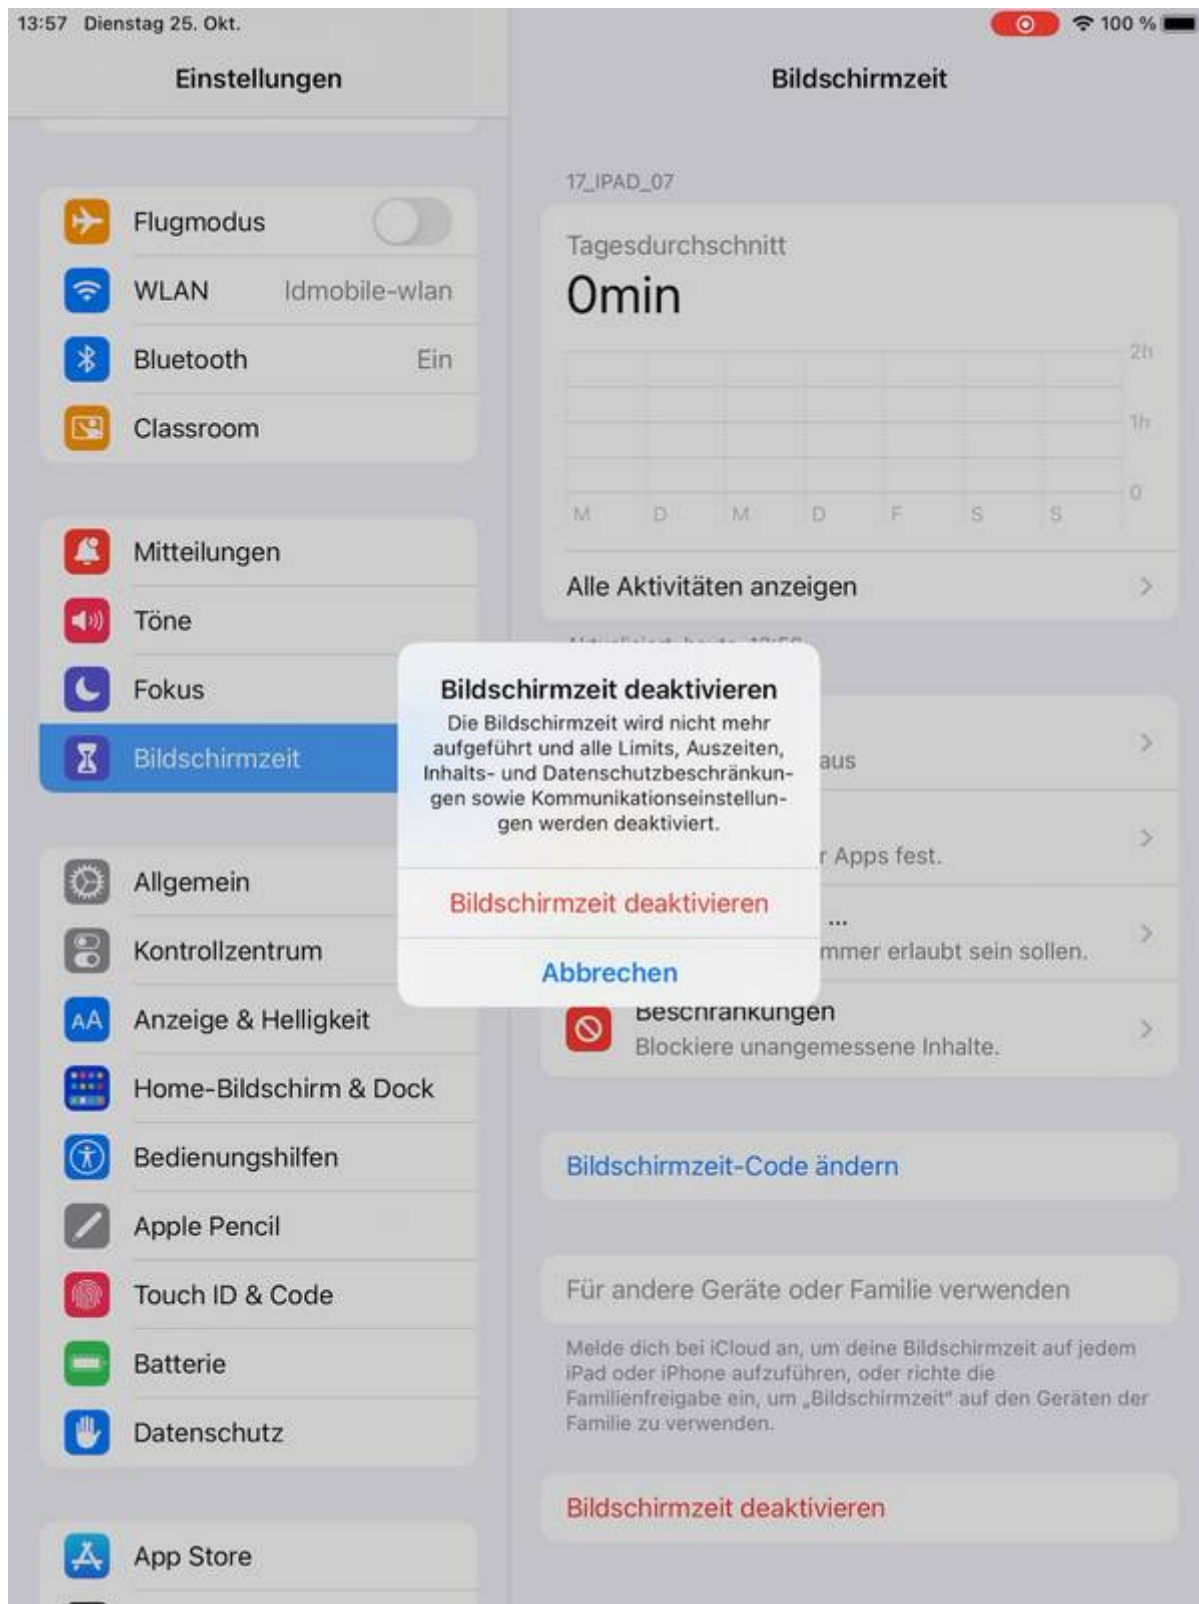 13:57 Dienstag 25. Okt.
100 %
Einstellungen
Flugmodus
WLAN ldmobile-wlan
Bluetooth Ein
Classroom
Mitteilungen
Töne
Fokus
Bildschirmzeit
Allgemein
Kontrollzentrum
AA Anzeige & Helligkeit
Home-Bildschirm & Dock
Bedienungshilfen
Apple Pencil
Touch ID & Code
Batterie
Datenschutz
App Store
Bildschirmzeit
17_IPAD_07
Tagesdurchschnitt
0min
2h
1h
0
M D M D F S S
Alle Aktivitäten anzeigen
Bildschirmzeit deaktivieren
Die Bildschirmzeit wird nicht mehr
aufgeführt und alle Limits, Auszeiten,
Inhalts- und Datenschutzbeschränkun-
gen sowie Kommunikationseinstellun-
gen werden deaktiviert.
Bildschirmzeit deaktivieren
Abbrechen
aus
Apps fest.
...
erlaubt sein sollen.
Beschränkungen
Blockiere unangemessene Inhalte.
Bildschirmzeit-Code ändern
Für andere Geräte oder Familie verwenden
Melde dich bei iCloud an, um deine Bildschirmzeit auf jedem
iPad oder iPhone aufzuführen, oder richte die
Familienfreigabe ein, um „Bildschirmzeit“ auf den Geräten der
Familie zu verwenden.
Bildschirmzeit deaktivieren